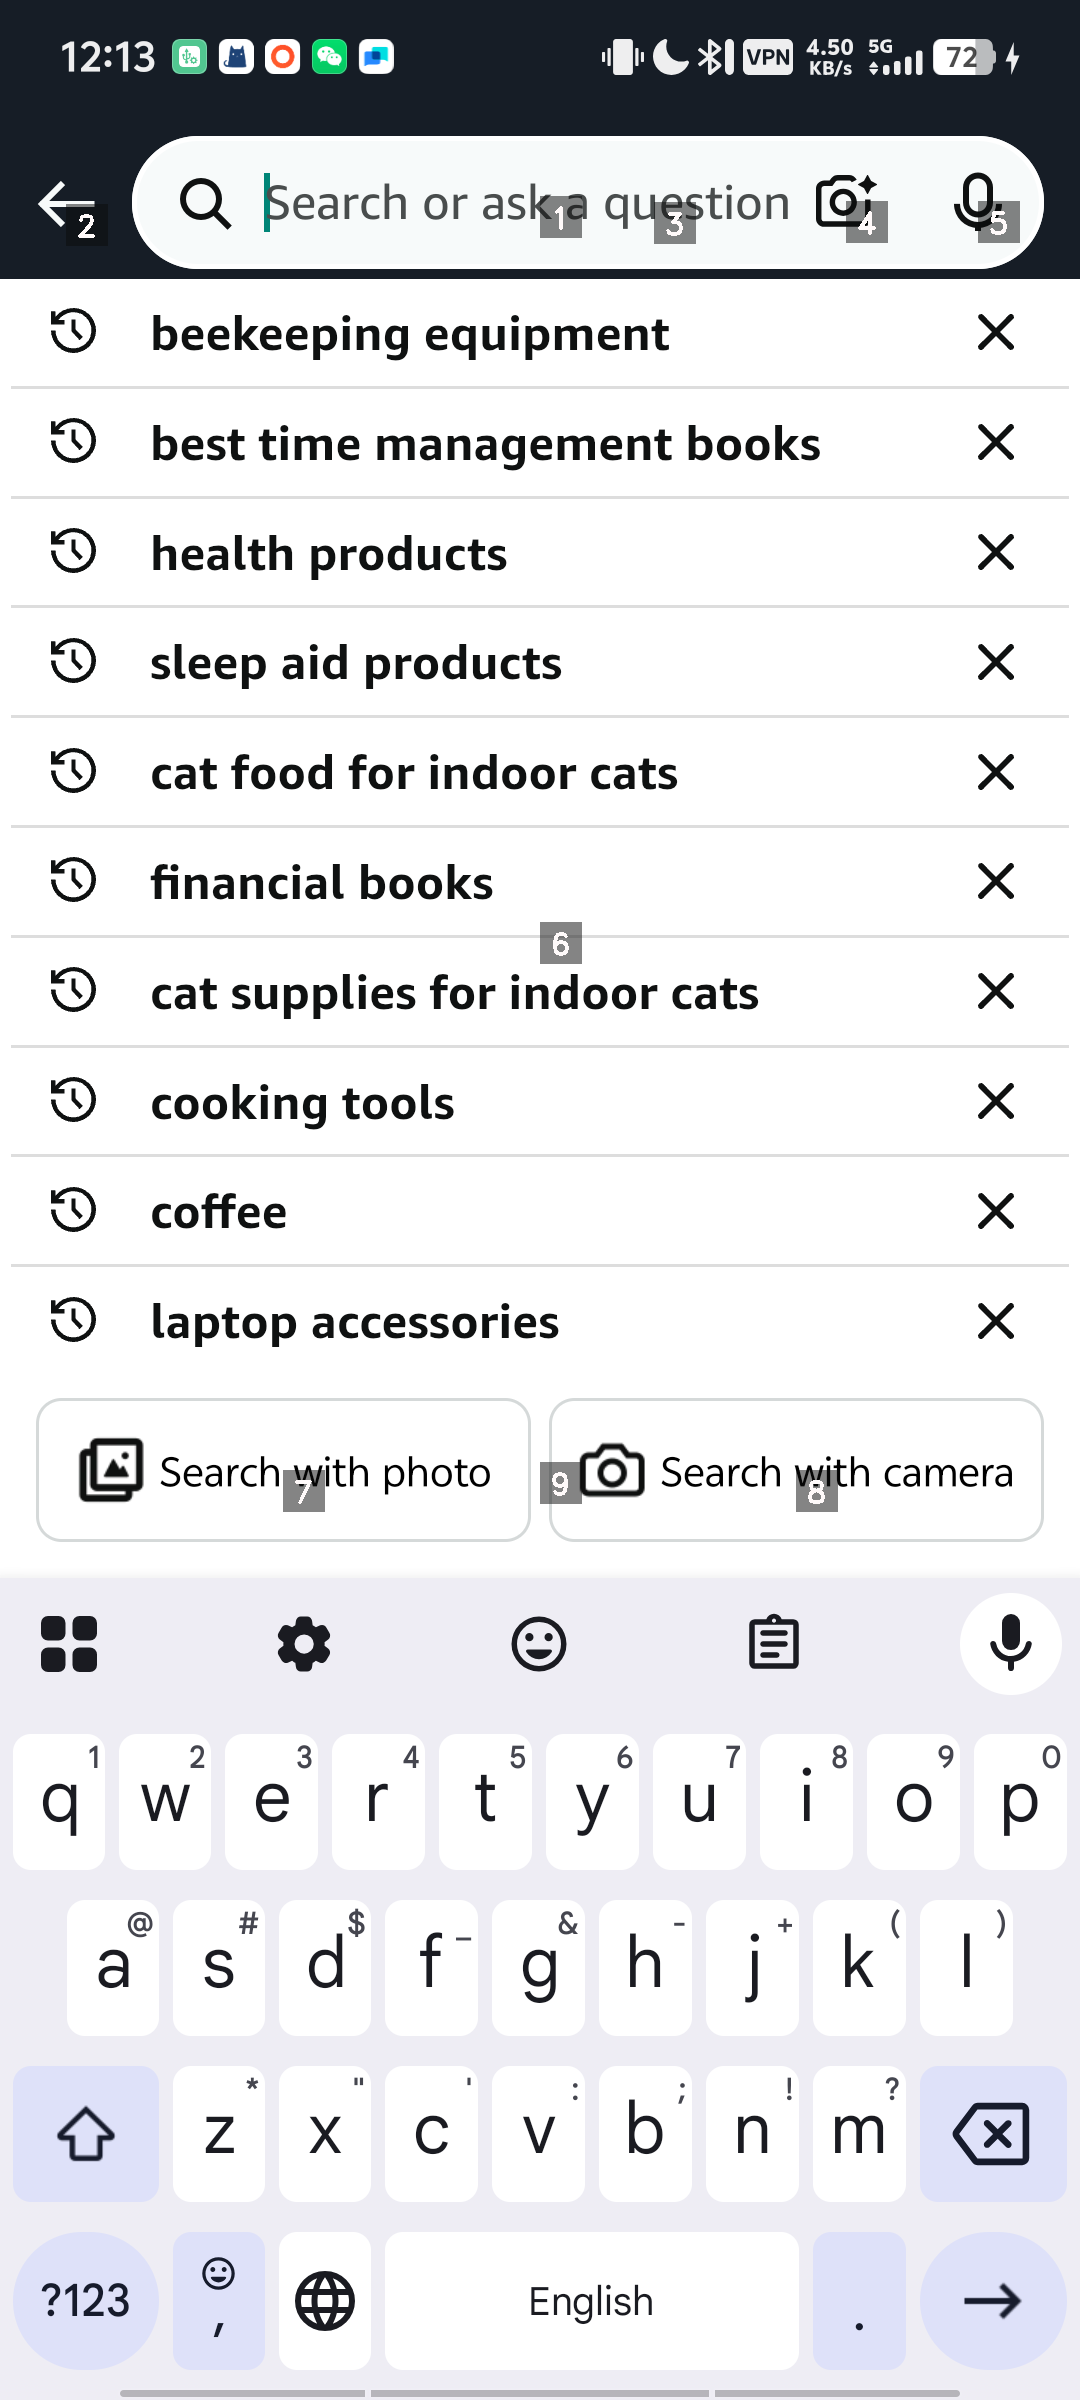 12:13 VPN 4.50 KB/s 5G 72
Search or ask a question
2 1 3 4 5
beekeeping equipment
best time management books
health products
sleep aid products
cat food for indoor cats
financial books
6
cat supplies for indoor cats
cooking tools
coffee
laptop accessories
Search with photo Search with camera
7 9 8
1 2 3 4 5 6 7 8 9 0
q w e r t y u i o p
@ # $ _ & - + ( )
a s d f g h j k l
* " ' : ; ! ?
z x c v b n m
?123 , English .